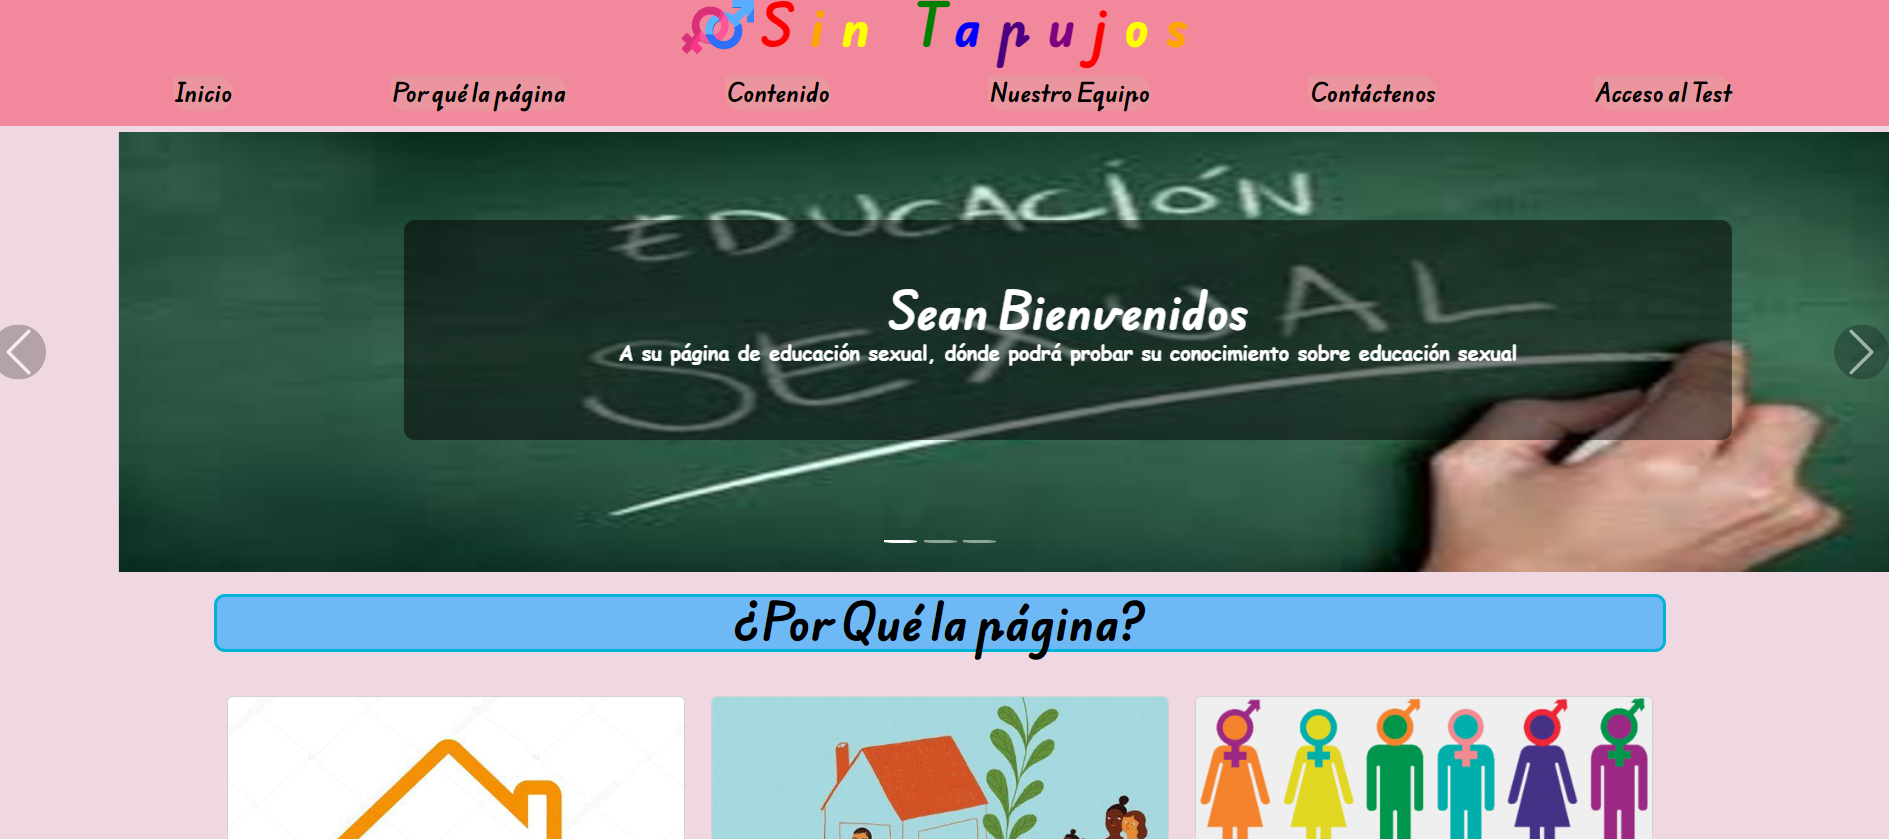 Sin Tapujos
Inicio Por qué la página Contenido Nuestro Equipo Contáctenos Acceso al Test
EDUCACIÓN
SEXUAL
Sean Bienvenidos
A su página de educación sexual, dónde podrá probar su conocimiento sobre educación sexual
¿Por Qué la página?